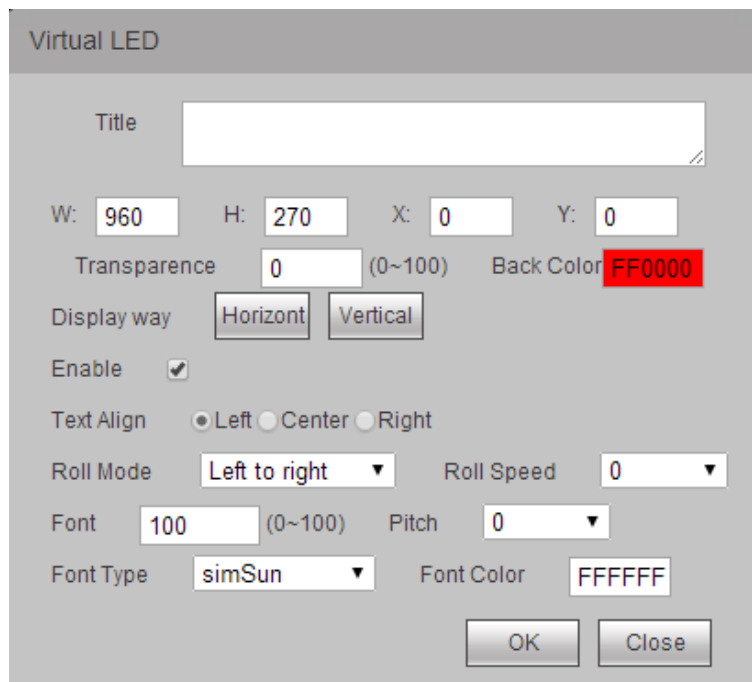 Virtual LED
Title
W: 960 H: 270 X: 0 Y: 0
Transparence 0 (0~100) Back Color FF0000
Display way Horizont Vertical
Enable
Text Align Left Center Right
Roll Mode Left to right Roll Speed 0
Font 100 (0~100) Pitch 0
Font Type simSun Font Color FFFFFF
OK Close